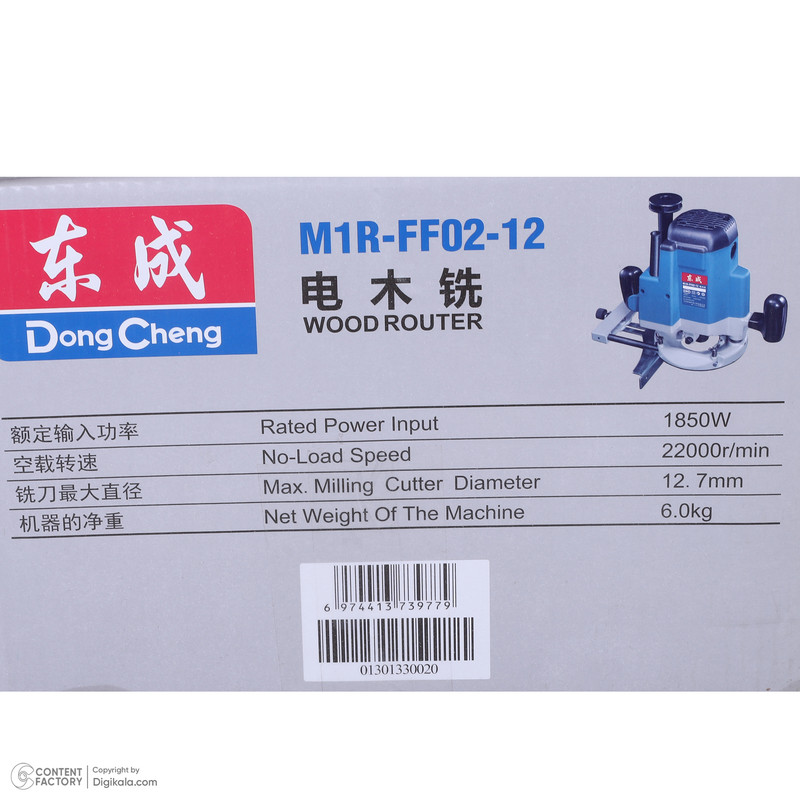 东成
DongCheng
M1R-FF02-12
电木铣
WOOD ROUTER
额定输入功率 Rated Power Input 1850W
空载转速 No-Load Speed 22000r/min
铣刀最大直径 Max. Milling Cutter Diameter 12.7mm
机器的净重 Net Weight Of The Machine 6.0kg
6 974413 739779
01301330020
CONTENT FACTORY
Copyright by
Digikala.com